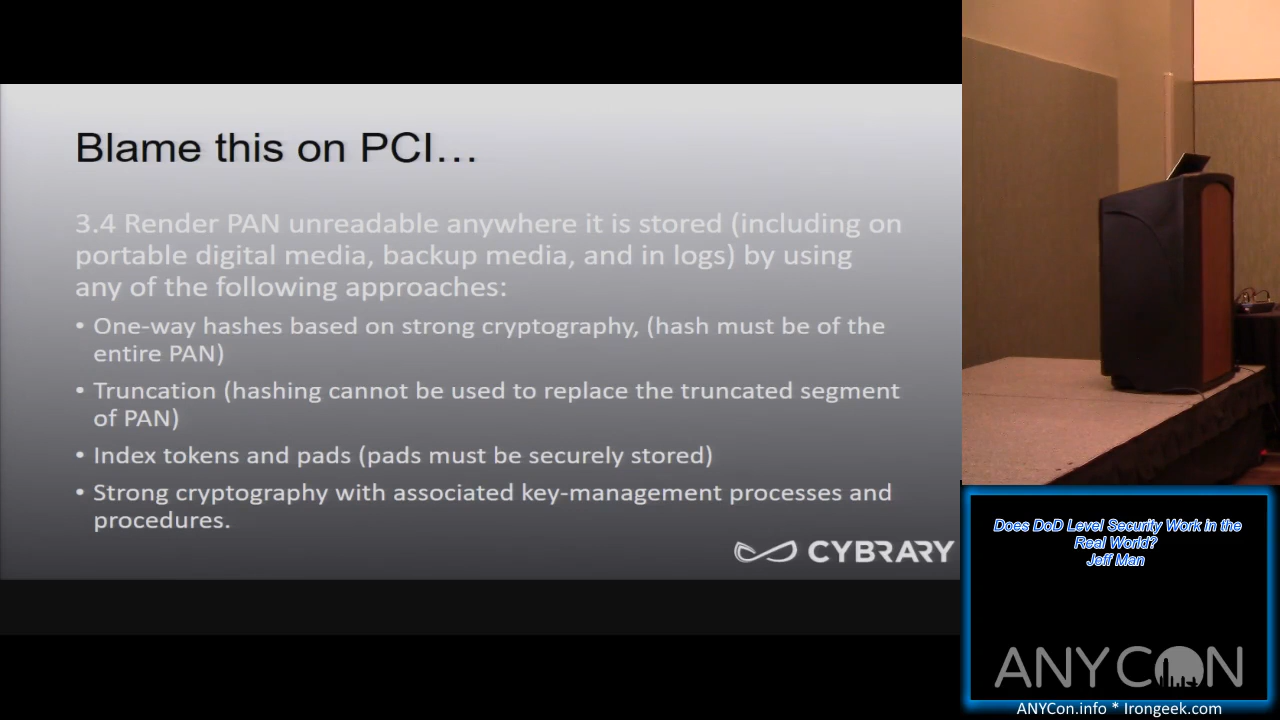 Blame this on PCI…
3.4 Render PAN unreadable anywhere it is stored (including on
portable digital media, backup media, and in logs) by using
any of the following approaches:
• One-way hashes based on strong cryptography, (hash must be of the
entire PAN)
• Truncation (hashing cannot be used to replace the truncated segment
of PAN)
• Index tokens and pads (pads must be securely stored)
• Strong cryptography with associated key-management processes and
procedures.
CYBRARY
Does DoD Level Security Work in the
Real World?
Jeff Man
ANYCON
ANYCon.info * Irongeek.com